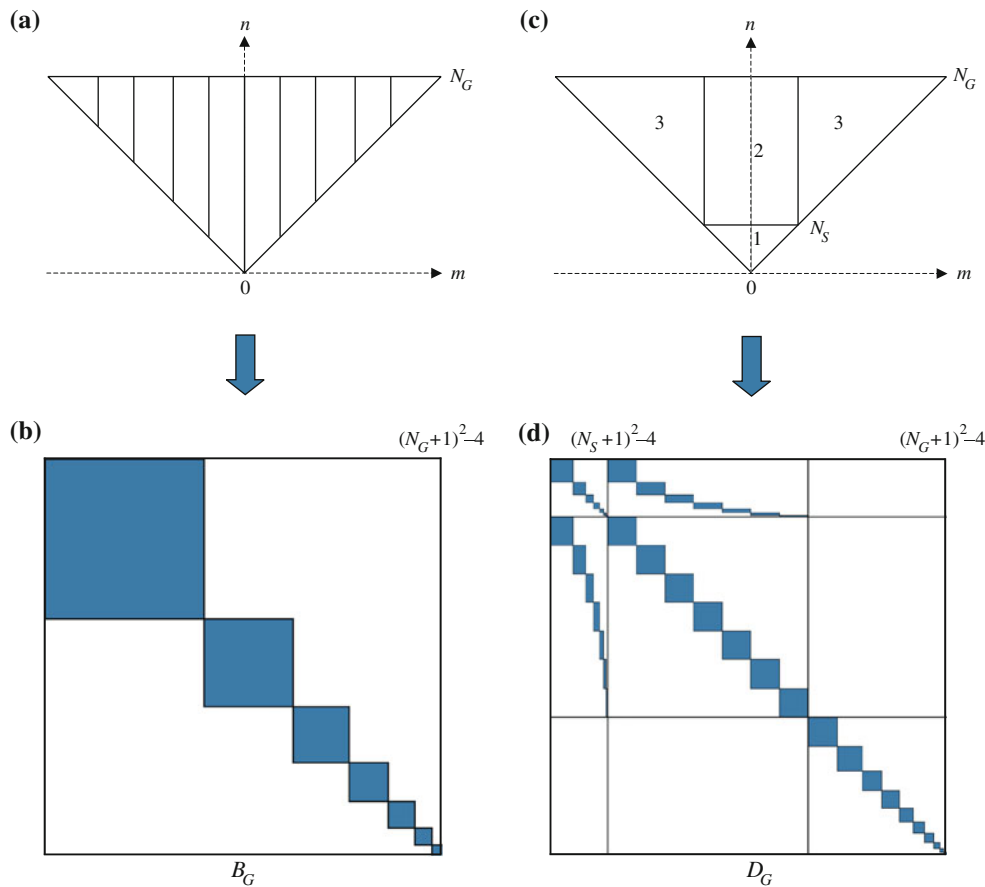 (a)
n
N_G
m
0
(c)
n
N_G
3
2
3
N_S
1
m
0
(b)
(N_G+1)^2–4
B_G
(d)
(N_S+1)^2–4
(N_G+1)^2–4
D_G